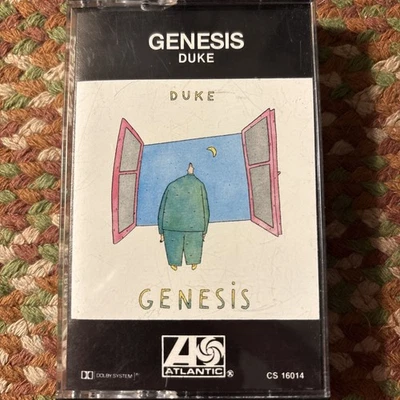 GENESIS
DUKE
DUKE
GENESiS
DOLBY SYSTEM
ATLANTIC ®
CS 16014